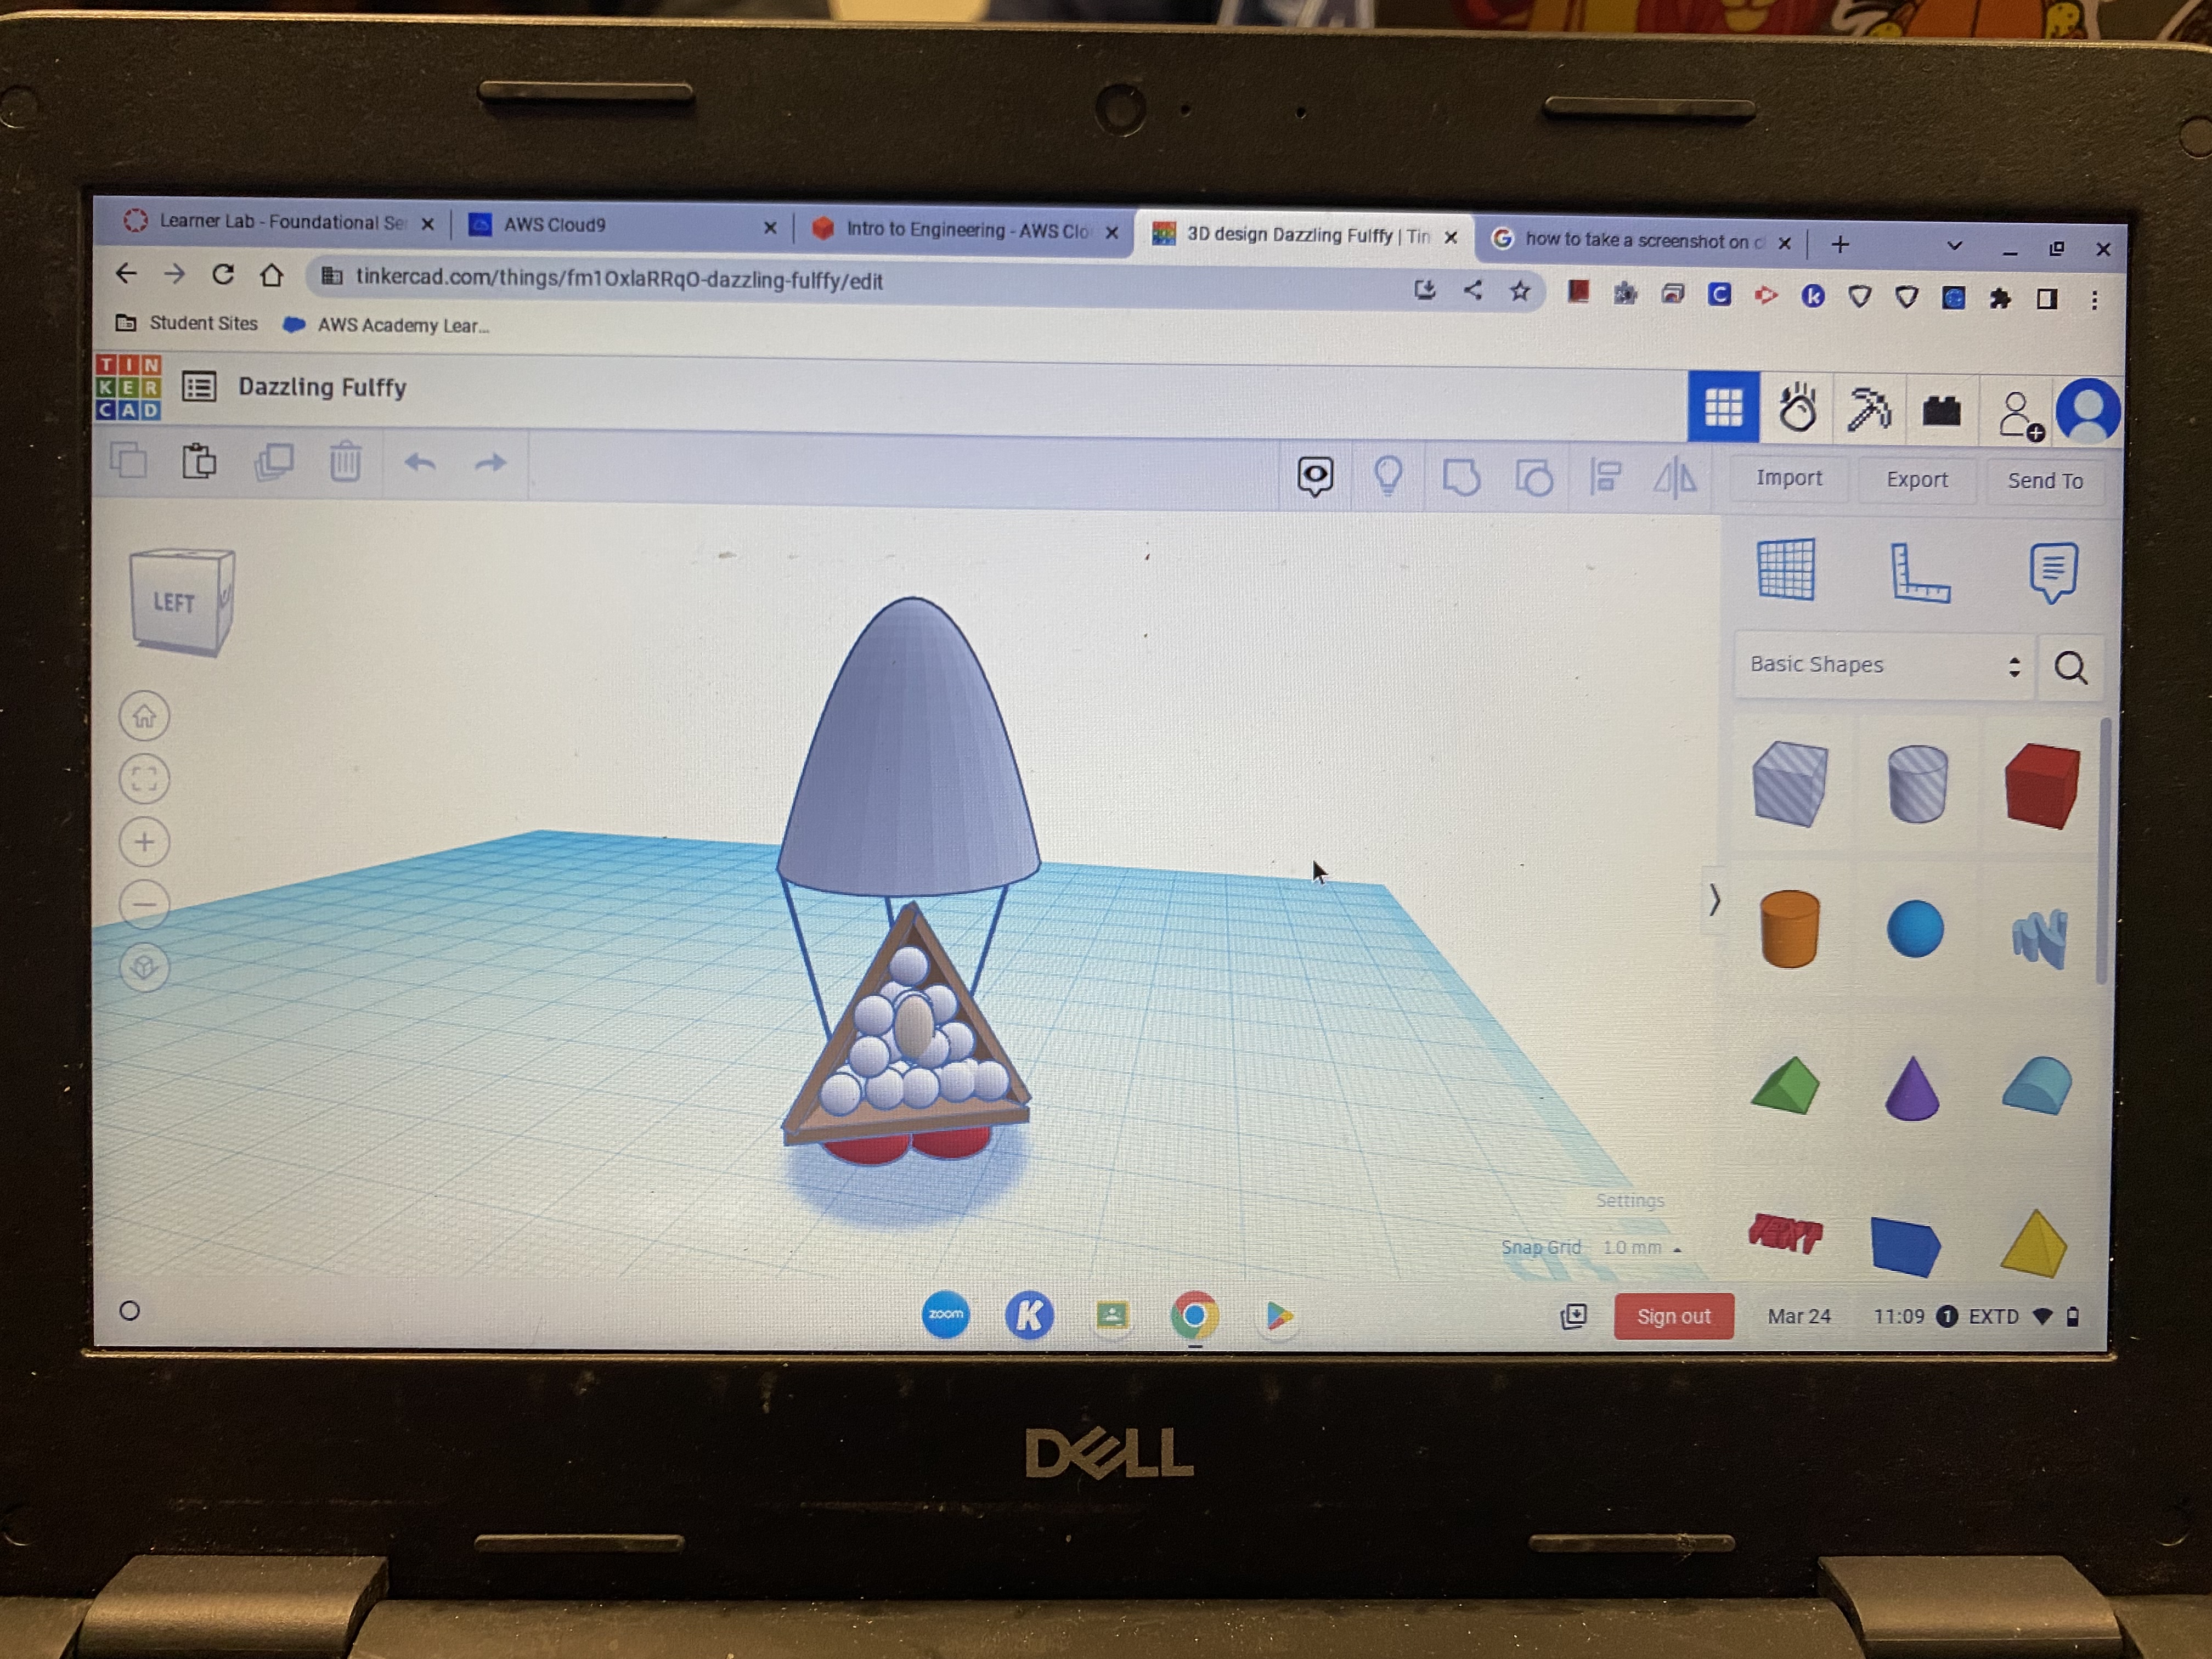 Learner Lab - Foundational Ser
AWS Cloud9
Intro to Engineering - AWS Clo
3D design Dazzling Fulffy | Tin
how to take a screenshot on c
tinkercad.com/things/fm1OxlaRRqO-dazzling-fulffy/edit
Student Sites
AWS Academy Lear...
TIN
KER
CAD
Dazzling Fulffy
Import
Export
Send To
LEFT
Basic Shapes
TEXT
Settings
Snap Grid 1.0 mm
zoom
K
Sign out
Mar 24
11:09
1
EXTD
DELL